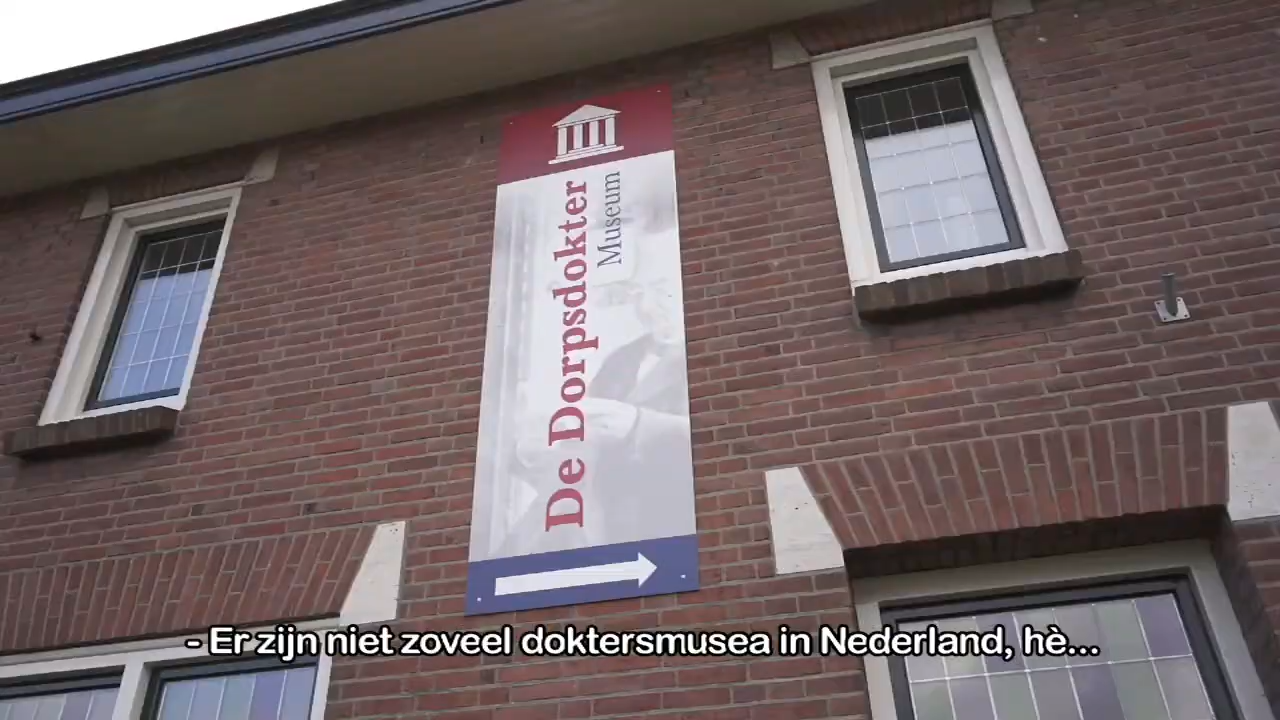 De Dorpsdokter
Museum
- Er zijn niet zoveel doktersmusea in Nederland, hè...